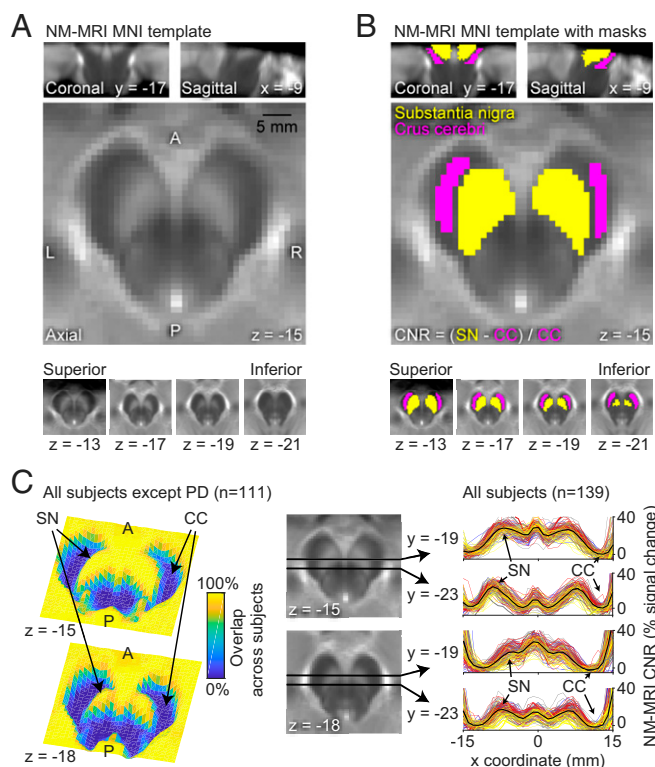 A
NM-MRI MNI template
Coronal y = -17
Sagittal x = -9
5 mm
A
L
R
P
Axial
z = -15
Superior
Inferior
z = -13
z = -17
z = -19
z = -21
B
NM-MRI MNI template with masks
Coronal y = -17
Sagittal x = -9
Substantia nigra
Crus cerebri
CNR = (SN - CC) / CC
z = -15
Superior
Inferior
z = -13
z = -17
z = -19
z = -21
C
All subjects except PD (n=111)
SN
A
CC
P
z = -15
A
P
z = -18
100%
0%
Overlap
across subjects
z = -15
y = -19
y = -23
z = -18
y = -19
y = -23
All subjects (n=139)
SN
CC
40
0
40
0
40
0
SN
CC
40
0
-15
0
15
x coordinate (mm)
NM-MRI CNR (% signal change)